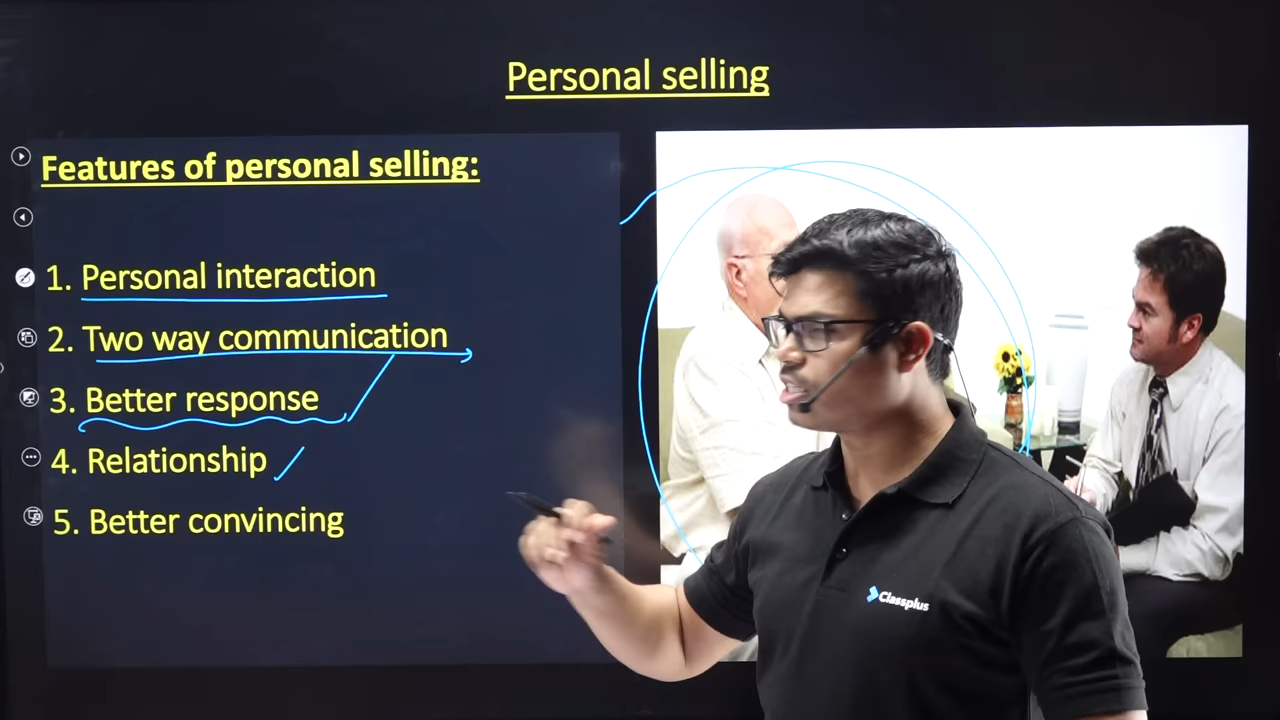 Personal selling
Features of personal selling:
1. Personal interaction
2. Two way communication
3. Better response
4. Relationship
5. Better convincing
Classplus